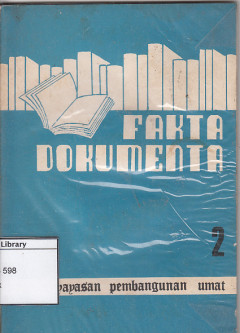 FAKTA
DOKUMENTA
2
Library
598
yayasan pembangunan umat